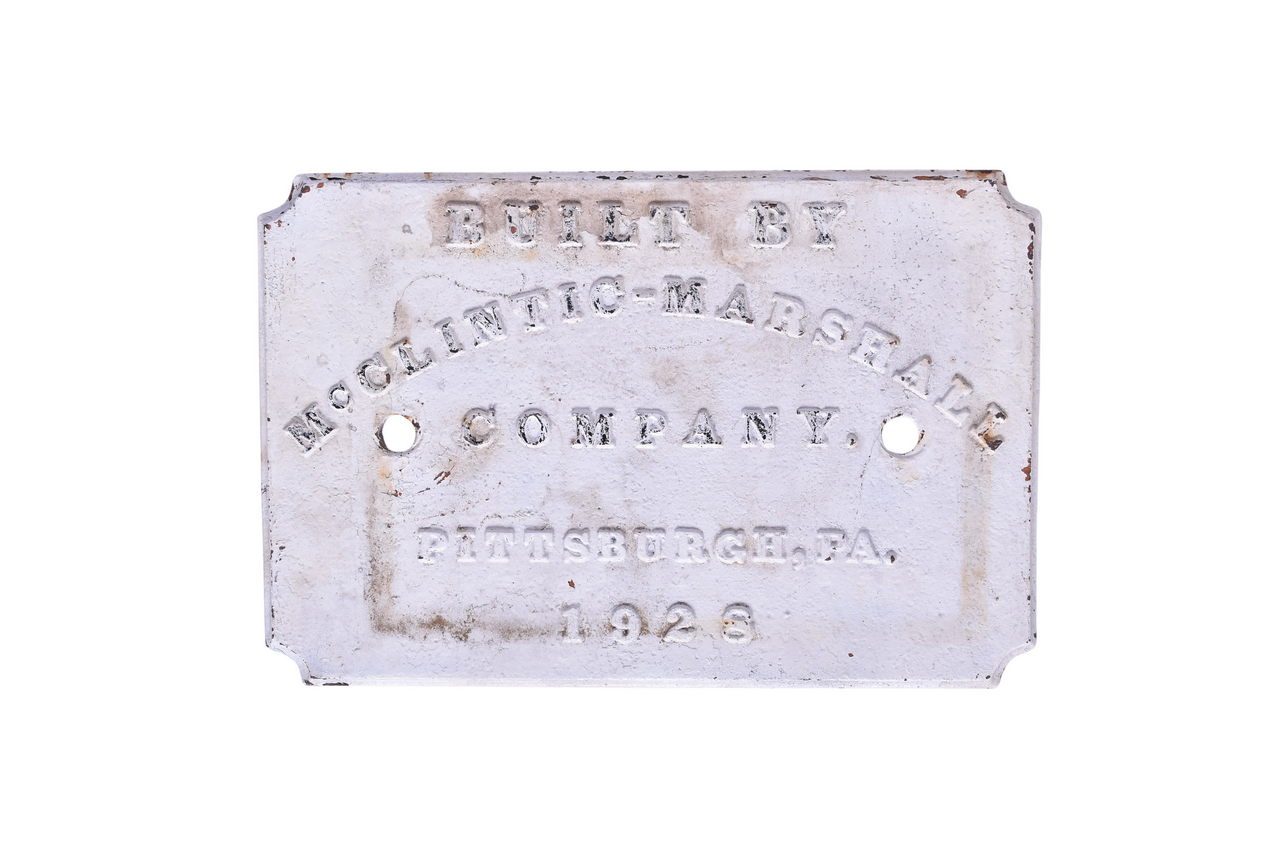 BUILT BY
McCLINTIC-MARSHALL
COMPANY.
PITTSBURGH, PA.
1928